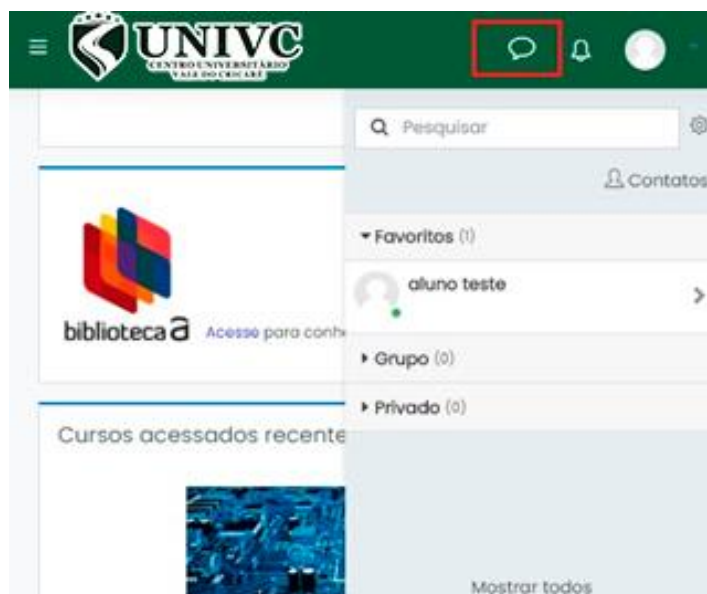 UNIVC
CENTRO UNIVERSITÁRIO
VALE DO CRICARÉ
Pesquisar
Contatos
Favoritos (1)
aluno teste
biblioteca a
Acesse para conhe
Grupo (0)
Privado (0)
Cursos acessados recente
Mostrar todos